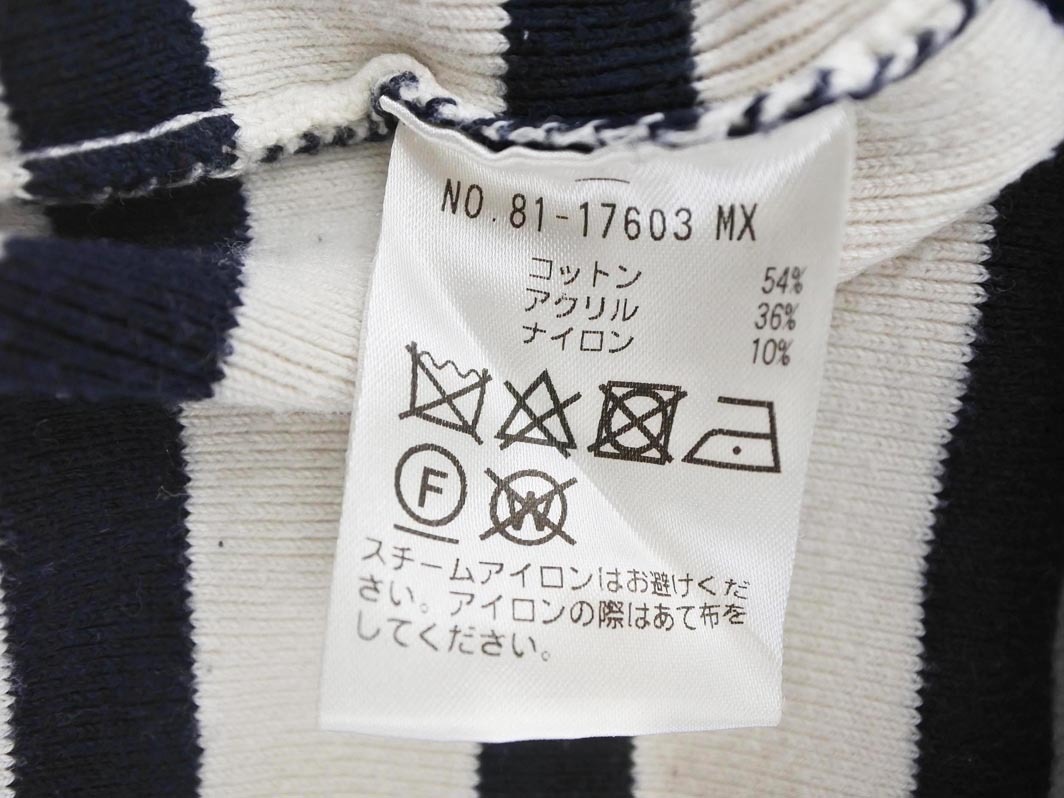 NO.81-17603 MX
コットン 54%
アクリル 36%
ナイロン 10%
F W
スチームアイロンはお避けくだ
さい。アイロンの際はあて布を
してください。